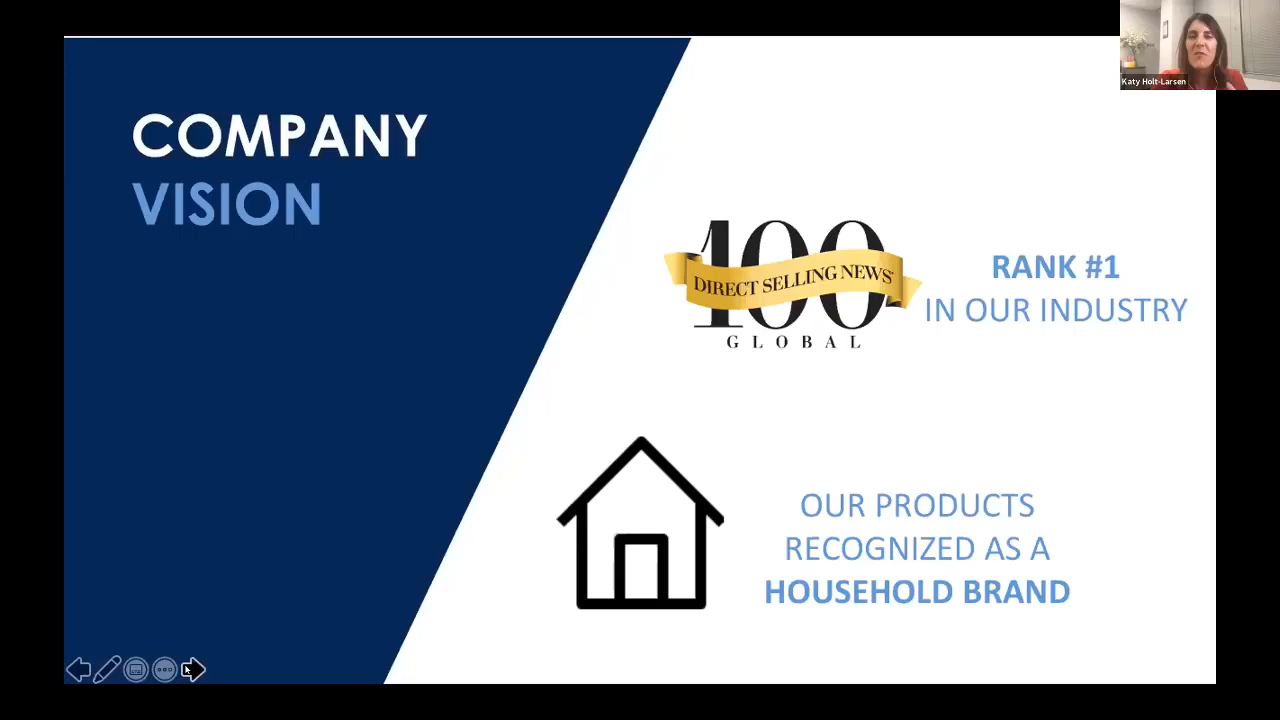 COMPANY
VISION
100
DIRECT SELLING NEWS
GLOBAL
RANK #1
IN OUR INDUSTRY
OUR PRODUCTS
RECOGNIZED AS A
HOUSEHOLD BRAND
Katy Holt-Larsen